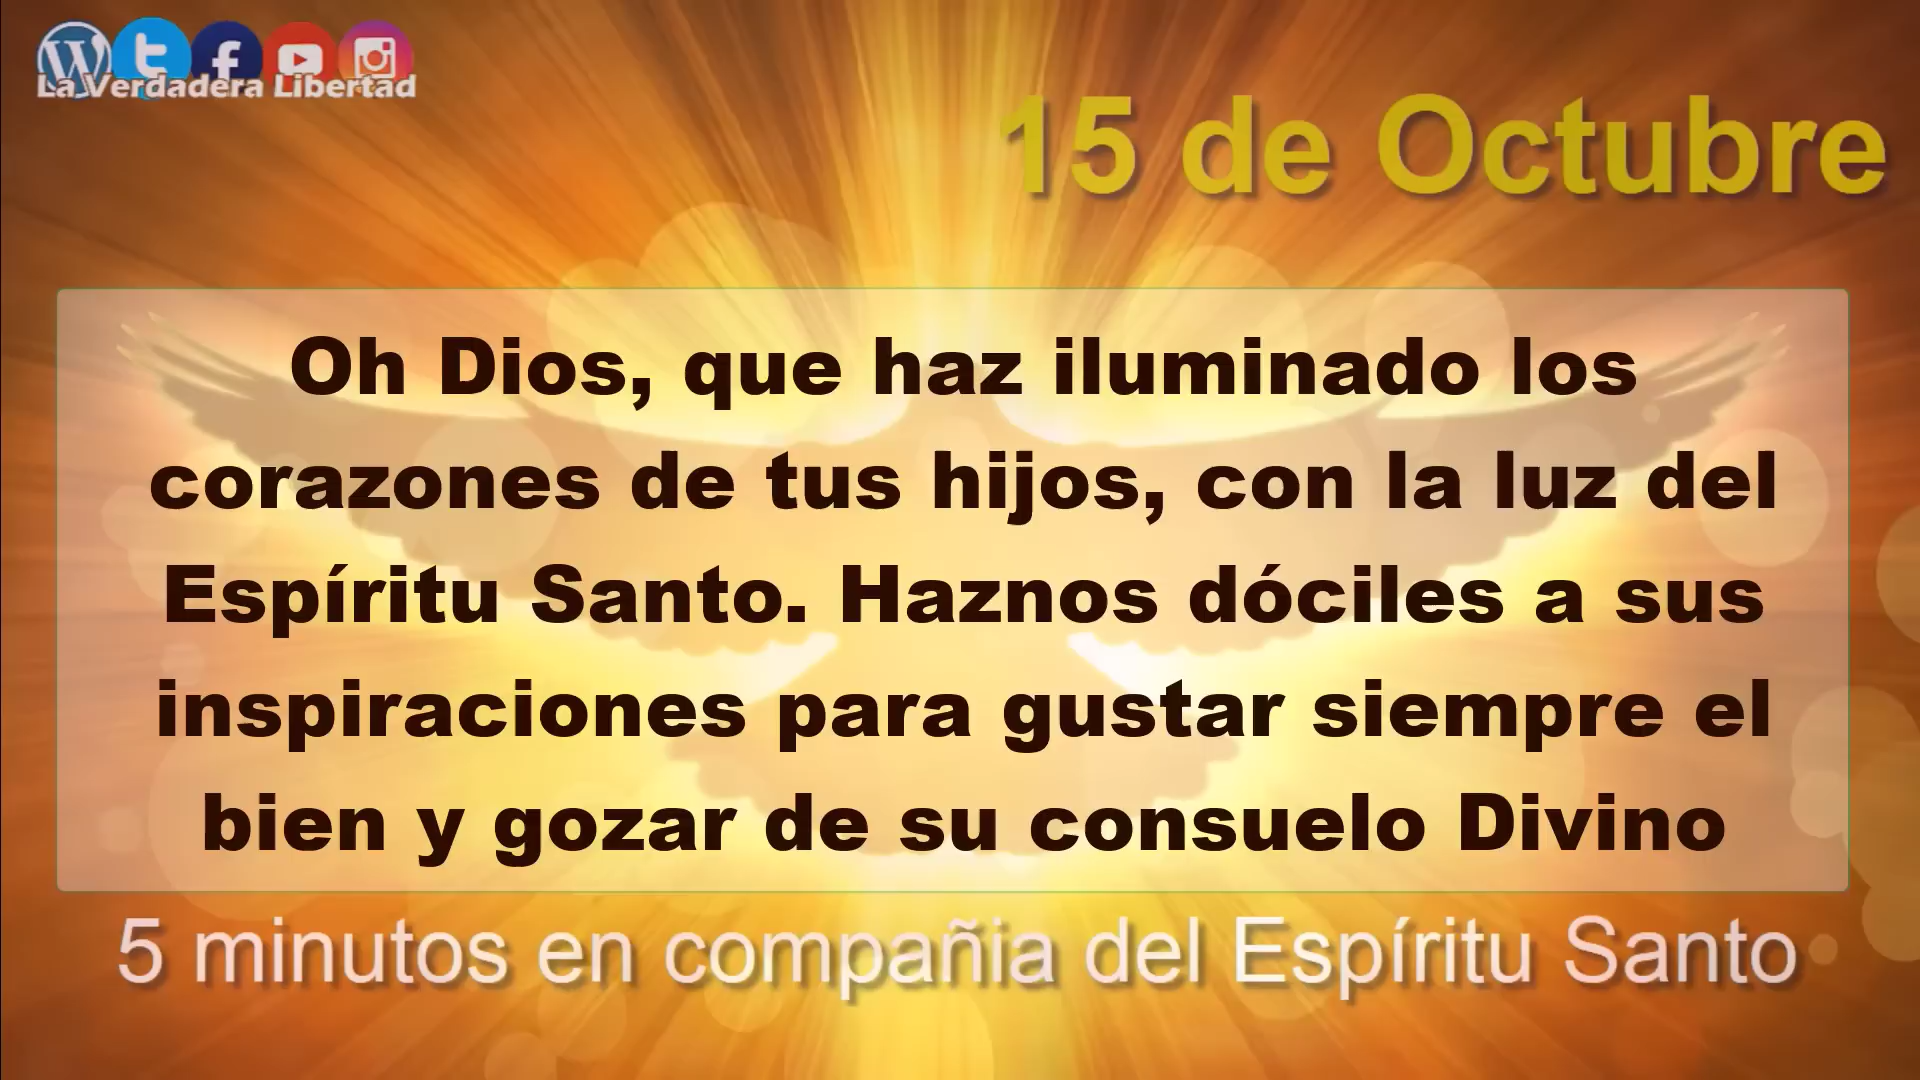 La Verdadera Libertad
15 de Octubre
Oh Dios, que haz iluminado los
corazones de tus hijos, con la luz del
Espíritu Santo. Haznos dóciles a sus
inspiraciones para gustar siempre el
bien y gozar de su consuelo Divino
5 minutos en compañia del Espíritu Santo